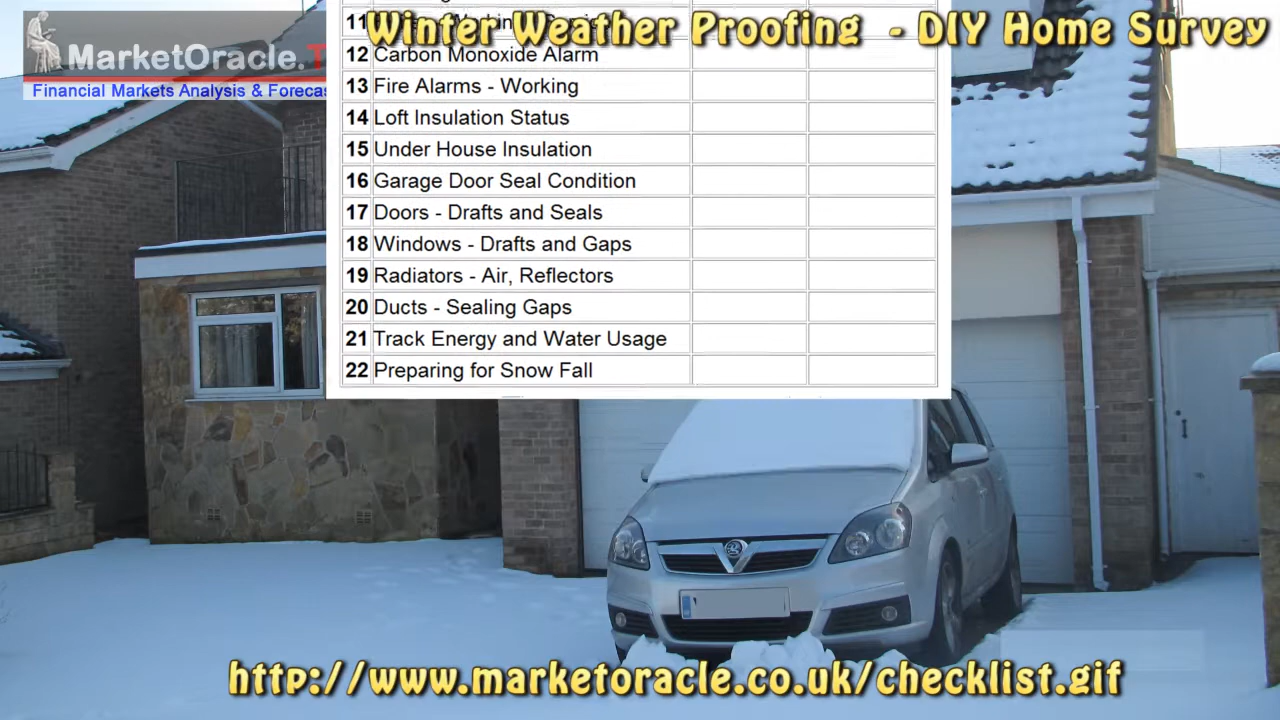 Winter Weather Proofing - DIY Home Survey
MarketOracle.T
Financial Markets Analysis & Forecas
11
12 Carbon Monoxide Alarm
13 Fire Alarms - Working
14 Loft Insulation Status
15 Under House Insulation
16 Garage Door Seal Condition
17 Doors - Drafts and Seals
18 Windows - Drafts and Gaps
19 Radiators - Air, Reflectors
20 Ducts - Sealing Gaps
21 Track Energy and Water Usage
22 Preparing for Snow Fall
http://www.marketoracle.co.uk/checklist.gif